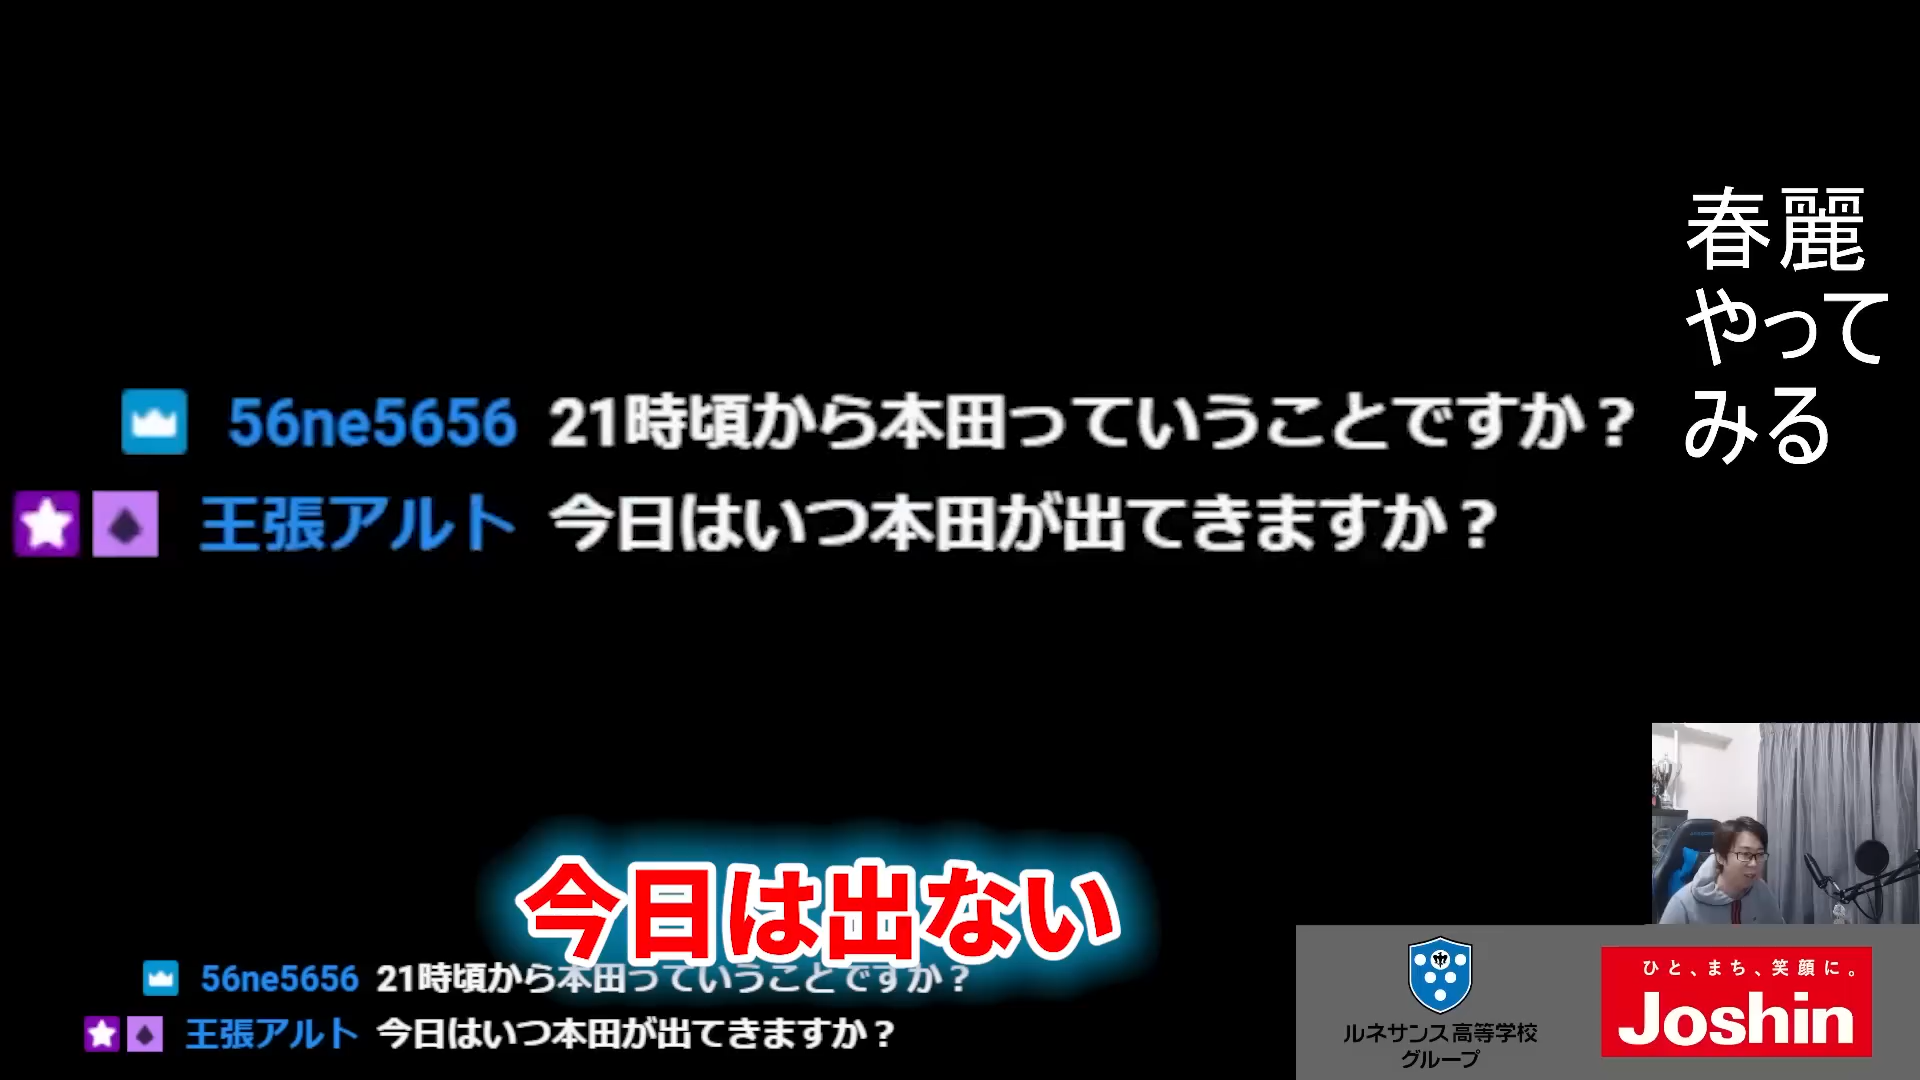 春麗
やって
みる
56ne5656 21時頃から本田っていうことですか？
王張アルト 今日はいつ本田が出てきますか？
今日は出ない
56ne5656 21時頃から本田っていうことですか？
王張アルト 今日はいつ本田が出てきますか？
ルネサンス高等学校
グループ
ひと、まち、笑顔に。
Joshin